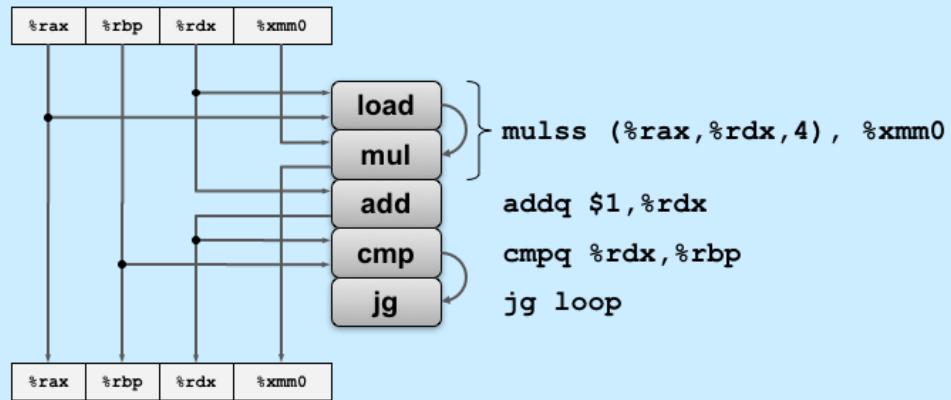 %rax %rbp %rdx %xmm0
load
mul
mulss (%rax,%rdx,4), %xmm0
add
addq $1,%rdx
cmp
cmpq %rdx,%rbp
jg
jg loop
%rax %rbp %rdx %xmm0